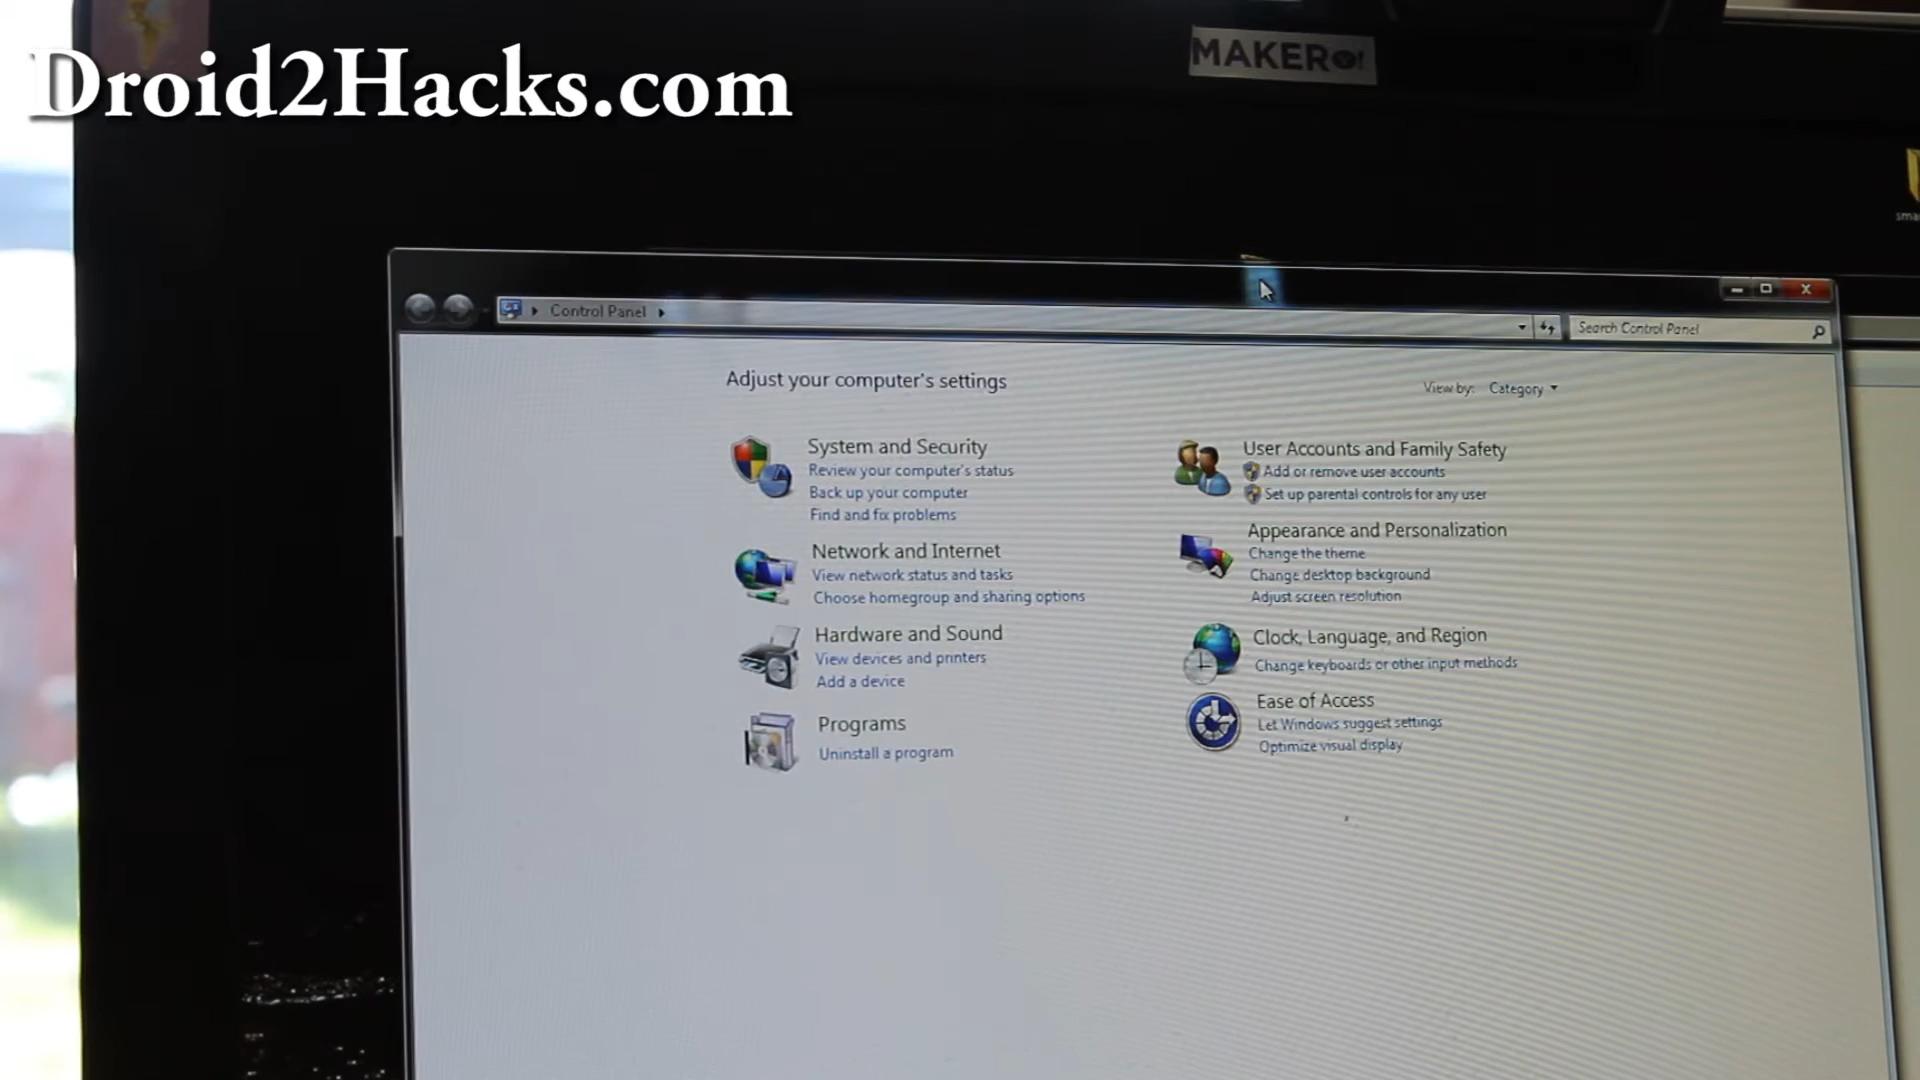 Droid2Hacks.com
MAKER
Control Panel
Search Control Panel
Adjust your computer's settings
View by: Category
System and Security
Review your computer's status
Back up your computer
Find and fix problems
Network and Internet
View network status and tasks
Choose homegroup and sharing options
Hardware and Sound
View devices and printers
Add a device
Programs
Uninstall a program
User Accounts and Family Safety
Add or remove user accounts
Set up parental controls for any user
Appearance and Personalization
Change the theme
Change desktop background
Adjust screen resolution
Clock, Language, and Region
Change keyboards or other input methods
Ease of Access
Let Windows suggest settings
Optimize visual display